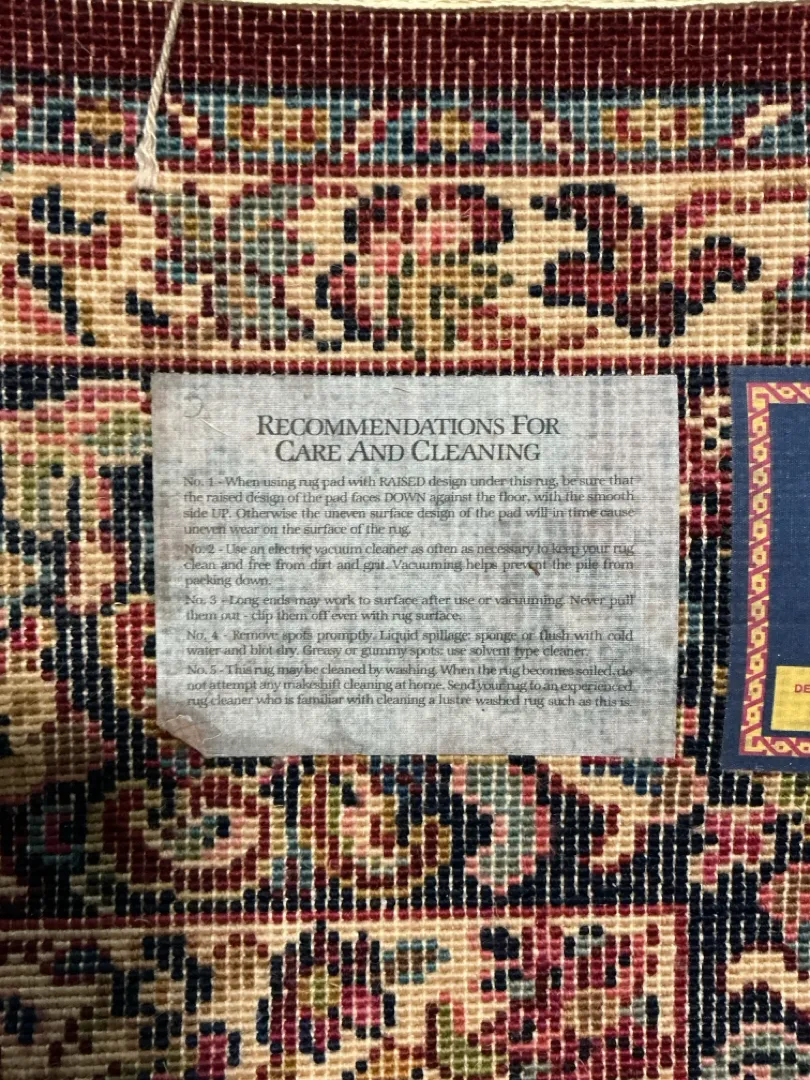 RECOMMENDATIONS FOR
CARE AND CLEANING
No. 1 - When using rug pad with RAISED design under this rug, be sure that
the raised design of the pad faces DOWN against the floor, with the smooth
side UP. Otherwise the uneven surface design of the pad will in time cause
uneven wear on the surface of the rug.
No. 2 - Use an electric vacuum cleaner as often as necessary to keep your rug
clean and free from dirt and grit. Vacuuming helps prevent the pile from
packing down.
No. 3 - Long ends may work to surface after use or vacuuming. Never pull
them out - clip them off even with rug surface.
No. 4 - Remove spots promptly. Liquid spillage: sponge or flush with cold
water and blot dry. Greasy or gummy spots: use solvent type cleaner.
No. 5 - This rug may be cleaned by washing. When the rug becomes soiled, do
not attempt any makeshift cleaning at home. Send your rug to an experienced
rug cleaner who is familiar with cleaning a lustre washed rug such as this is.
DE